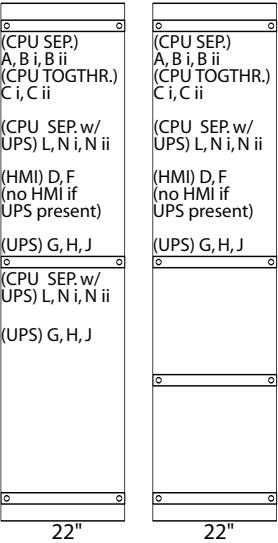 (CPU SEP.)
A, B i, B ii
(CPU TOGTHR.)
C i, C ii
(CPU SEP. w/
UPS) L, N i, N ii
(HMI) D, F
(no HMI if
UPS present)
(UPS) G, H, J
(CPU SEP. w/
UPS) L, N i, N ii
(UPS) G, H, J
22"
(CPU SEP.)
A, B i, B ii
(CPU TOGTHR.)
C i, C ii
(CPU SEP. w/
UPS) L, N i, N ii
(HMI) D, F
(no HMI if
UPS present)
(UPS) G, H, J
22"